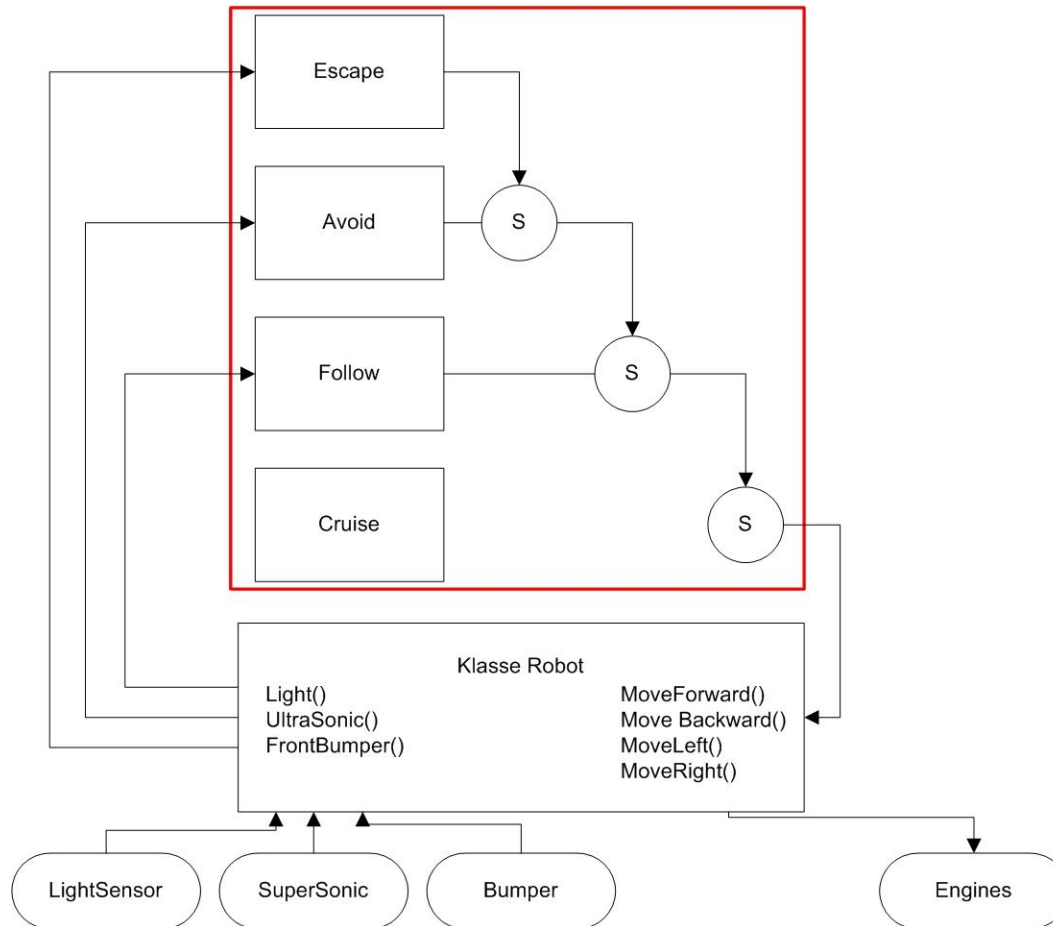 Escape
Avoid
S
Follow
S
Cruise
S
Klasse Robot
Light()
UltraSonic()
FrontBumper()
MoveForward()
Move Backward()
MoveLeft()
MoveRight()
LightSensor
SuperSonic
Bumper
Engines